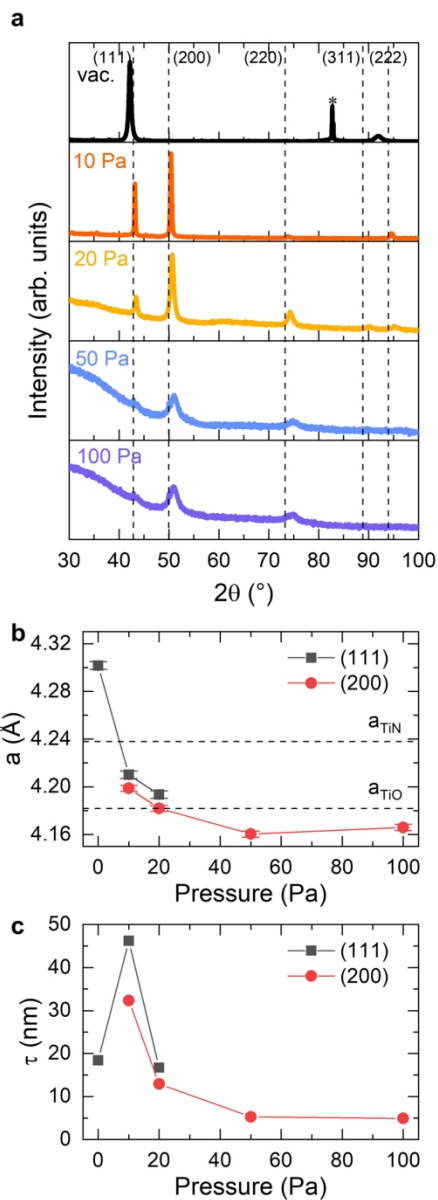 a
(111) (200) (220) (311) (222)
vac.
*
10 Pa
20 Pa
50 Pa
100 Pa
Intensity (arb. units)
30 40 50 60 70 80 90 100
2θ (°)
b
4.32
4.28
4.24
4.20
4.16
a (Å)
(111)
(200)
a_TiN
a_TiO
0 20 40 60 80 100
Pressure (Pa)
c
50
40
30
20
10
0
τ (nm)
(111)
(200)
0 20 40 60 80 100
Pressure (Pa)